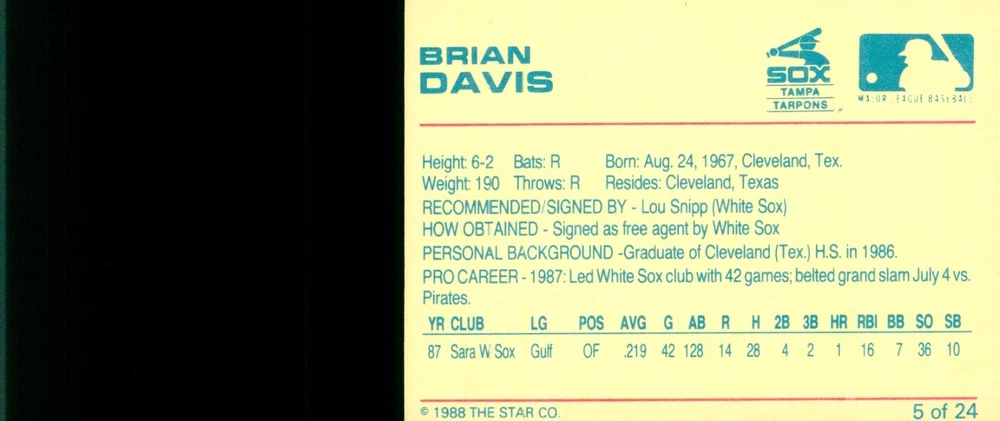 BRIAN
DAVIS
SOX
TAMPA
TARPONS
MAJOR LEAGUE BASEBALL
Height: 6-2 Bats: R Born: Aug. 24, 1967, Cleveland, Tex.
Weight: 190 Throws: R Resides: Cleveland, Texas
RECOMMENDED/SIGNED BY - Lou Snipp (White Sox)
HOW OBTAINED - Signed as free agent by White Sox
PERSONAL BACKGROUND -Graduate of Cleveland (Tex.) H.S. in 1986.
PRO CAREER - 1987: Led White Sox club with 42 games; belted grand slam July 4 vs.
Pirates.
YR CLUB LG POS AVG G AB R H 2B 3B HR RBI BB SO SB
87 Sara W Sox Gulf OF .219 42 128 14 28 4 2 1 16 7 36 10
© 1988 THE STAR CO.
5 of 24